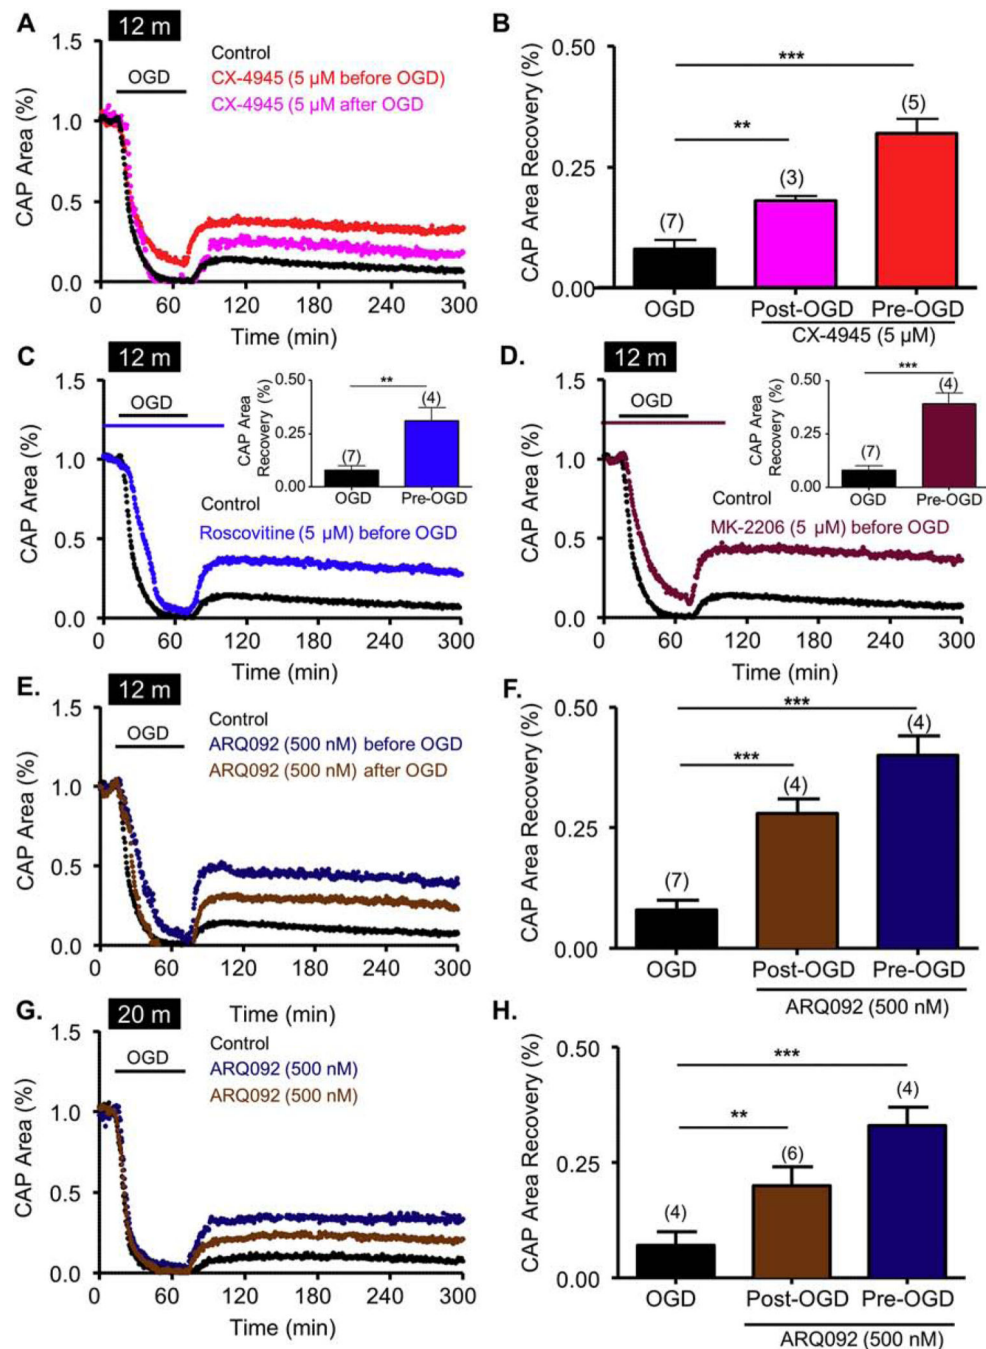 A 12 m
1.5
1.0
0.5
0.0
CAP Area (%)
OGD
Control
CX-4945 (5 µM before OGD)
CX-4945 (5 µM after OGD
0 60 120 180 240 300
Time (min)
B
0.50
0.25
0.00
CAP Area Recovery (%)
***
**
(7) (3) (5)
OGD Post-OGD Pre-OGD
CX-4945 (5 µM)
C 12 m
1.5
1.0
0.5
0.0
CAP Area (%)
OGD
0.50
0.25
0.00
CAP Area
Recovery (%)
**
(7) (4)
OGD Pre-OGD
Control
Roscovitine (5 µM) before OGD
0 60 120 180 240 300
Time (min)
D. 12 m
1.5
1.0
0.5
0.0
CAP Area (%)
OGD
0.50
0.25
0.00
CAP Area
Recovery (%)
***
(7) (4)
OGD Pre-OGD
Control
MK-2206 (5 µM) before OGD
0 60 120 180 240 300
Time (min)
E. 12 m
1.5
1.0
0.5
0.0
CAP Area (%)
OGD
Control
ARQ092 (500 nM) before OGD
ARQ092 (500 nM) after OGD
0 60 120 180 240 300
Time (min)
F.
0.50
0.25
0.00
CAP Area Recovery (%)
***
***
(7) (4) (4)
OGD Post-OGD Pre-OGD
ARQ092 (500 nM)
G. 20 m
1.5
1.0
0.5
0.0
CAP Area (%)
OGD
Control
ARQ092 (500 nM)
ARQ092 (500 nM)
0 60 120 180 240 300
Time (min)
H.
0.50
0.25
0.00
CAP Area Recovery (%)
***
**
(4) (6) (4)
OGD Post-OGD Pre-OGD
ARQ092 (500 nM)